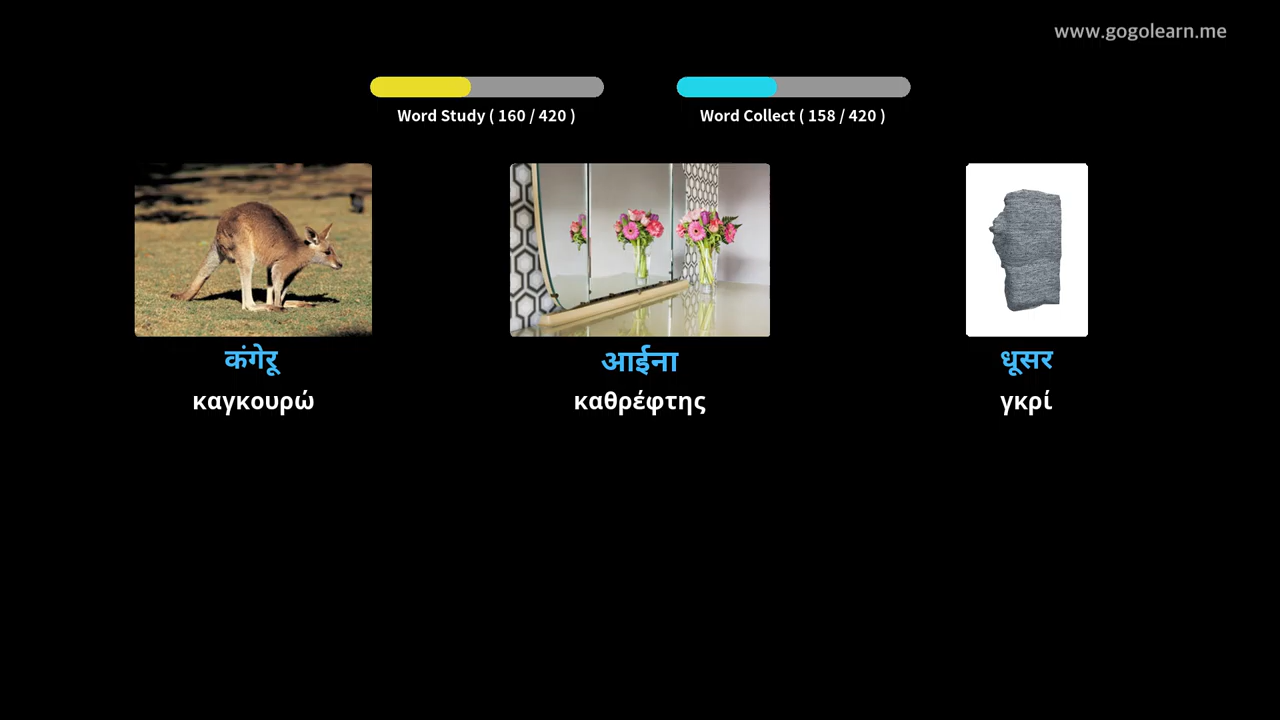 www.gogolearn.me
Word Study ( 160 / 420 )
Word Collect ( 158 / 420 )
कंगेरू
आईना
धूसर
καγκουρώ
καθρέφτης
γκρί